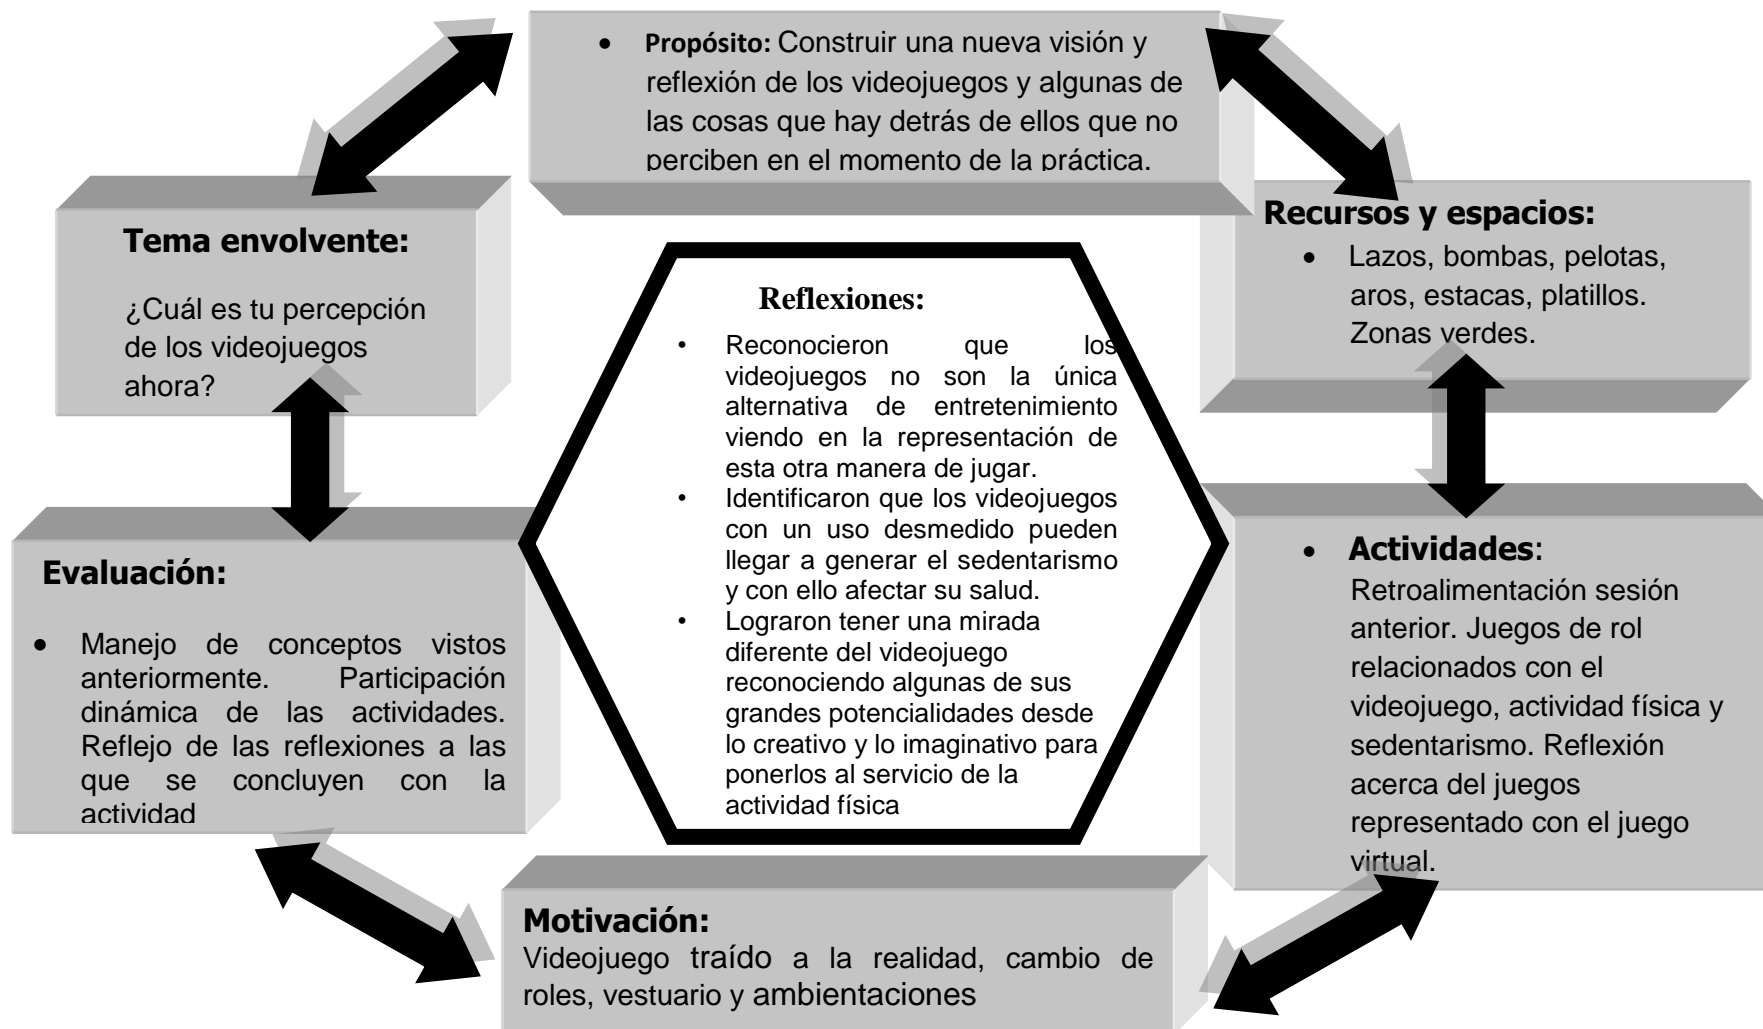 • Propósito: Construir una nueva visión y
reflexión de los videojuegos y algunas de
las cosas que hay detrás de ellos que no
perciben en el momento de la práctica.
Tema envolvente:
¿Cuál es tu percepción
de los videojuegos
ahora?
Recursos y espacios:
• Lazos, bombas, pelotas,
aros, estacas, platillos.
Zonas verdes.
Reflexiones:
• Reconocieron que los
videojuegos no son la única
alternativa de entretenimiento
viendo en la representación de
esta otra manera de jugar.
• Identificaron que los videojuegos
con un uso desmedido pueden
llegar a generar el sedentarismo
y con ello afectar su salud.
• Lograron tener una mirada
diferente del videojuego
reconociendo algunas de sus
grandes potencialidades desde
lo creativo y lo imaginativo para
ponerlos al servicio de la
actividad física
Evaluación:
• Manejo de conceptos vistos
anteriormente. Participación
dinámica de las actividades.
Reflejo de las reflexiones a las
que se concluyen con la
actividad
• Actividades:
Retroalimentación sesión
anterior. Juegos de rol
relacionados con el
videojuego, actividad física y
sedentarismo. Reflexión
acerca del juegos
representado con el juego
virtual.
Motivación:
Videojuego traído a la realidad, cambio de
roles, vestuario y ambientaciones